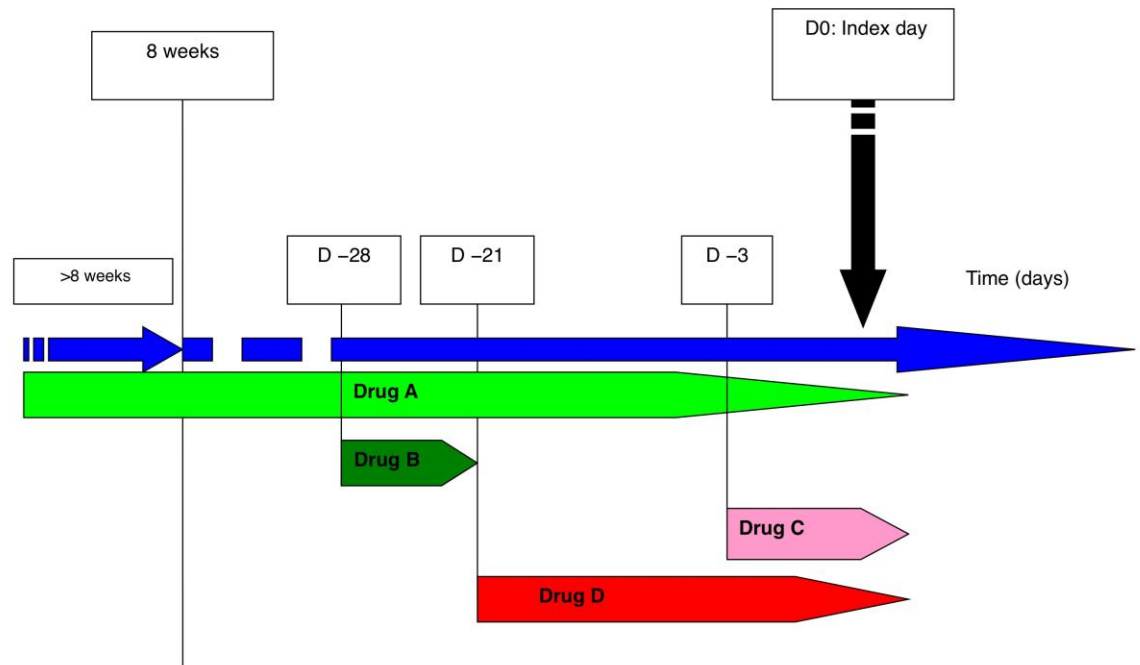 8 weeks
D0: Index day
D −28
D −21
D −3
>8 weeks
Time (days)
Drug A
Drug B
Drug C
Drug D